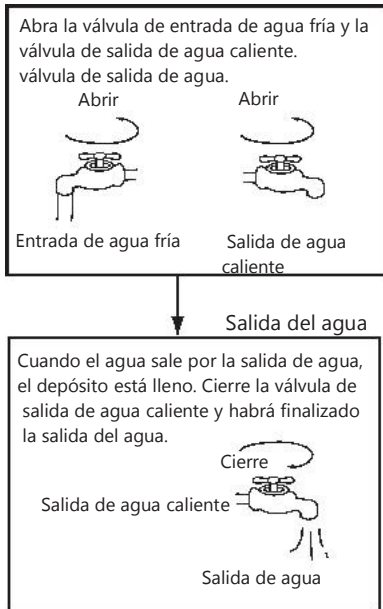 Abra la válvula de entrada de agua fría y la
válvula de salida de agua caliente.
válvula de salida de agua.
Abrir
Abrir
Entrada de agua fría
Salida de agua
caliente
Salida del agua
Cuando el agua sale por la salida de agua,
el depósito está lleno. Cierre la válvula de
salida de agua caliente y habrá finalizado
la salida del agua.
Cierre
Salida de agua caliente
Salida de agua